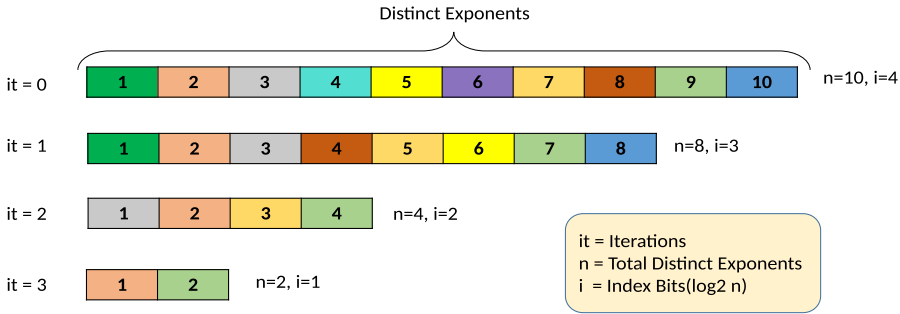 Distinct Exponents
it = 0 1 2 3 4 5 6 7 8 9 10 n=10, i=4
it = 1 1 2 3 4 5 6 7 8 n=8, i=3
it = 2 1 2 3 4 n=4, i=2
it = 3 1 2 n=2, i=1
it = Iterations
n = Total Distinct Exponents
i = Index Bits(log2 n)